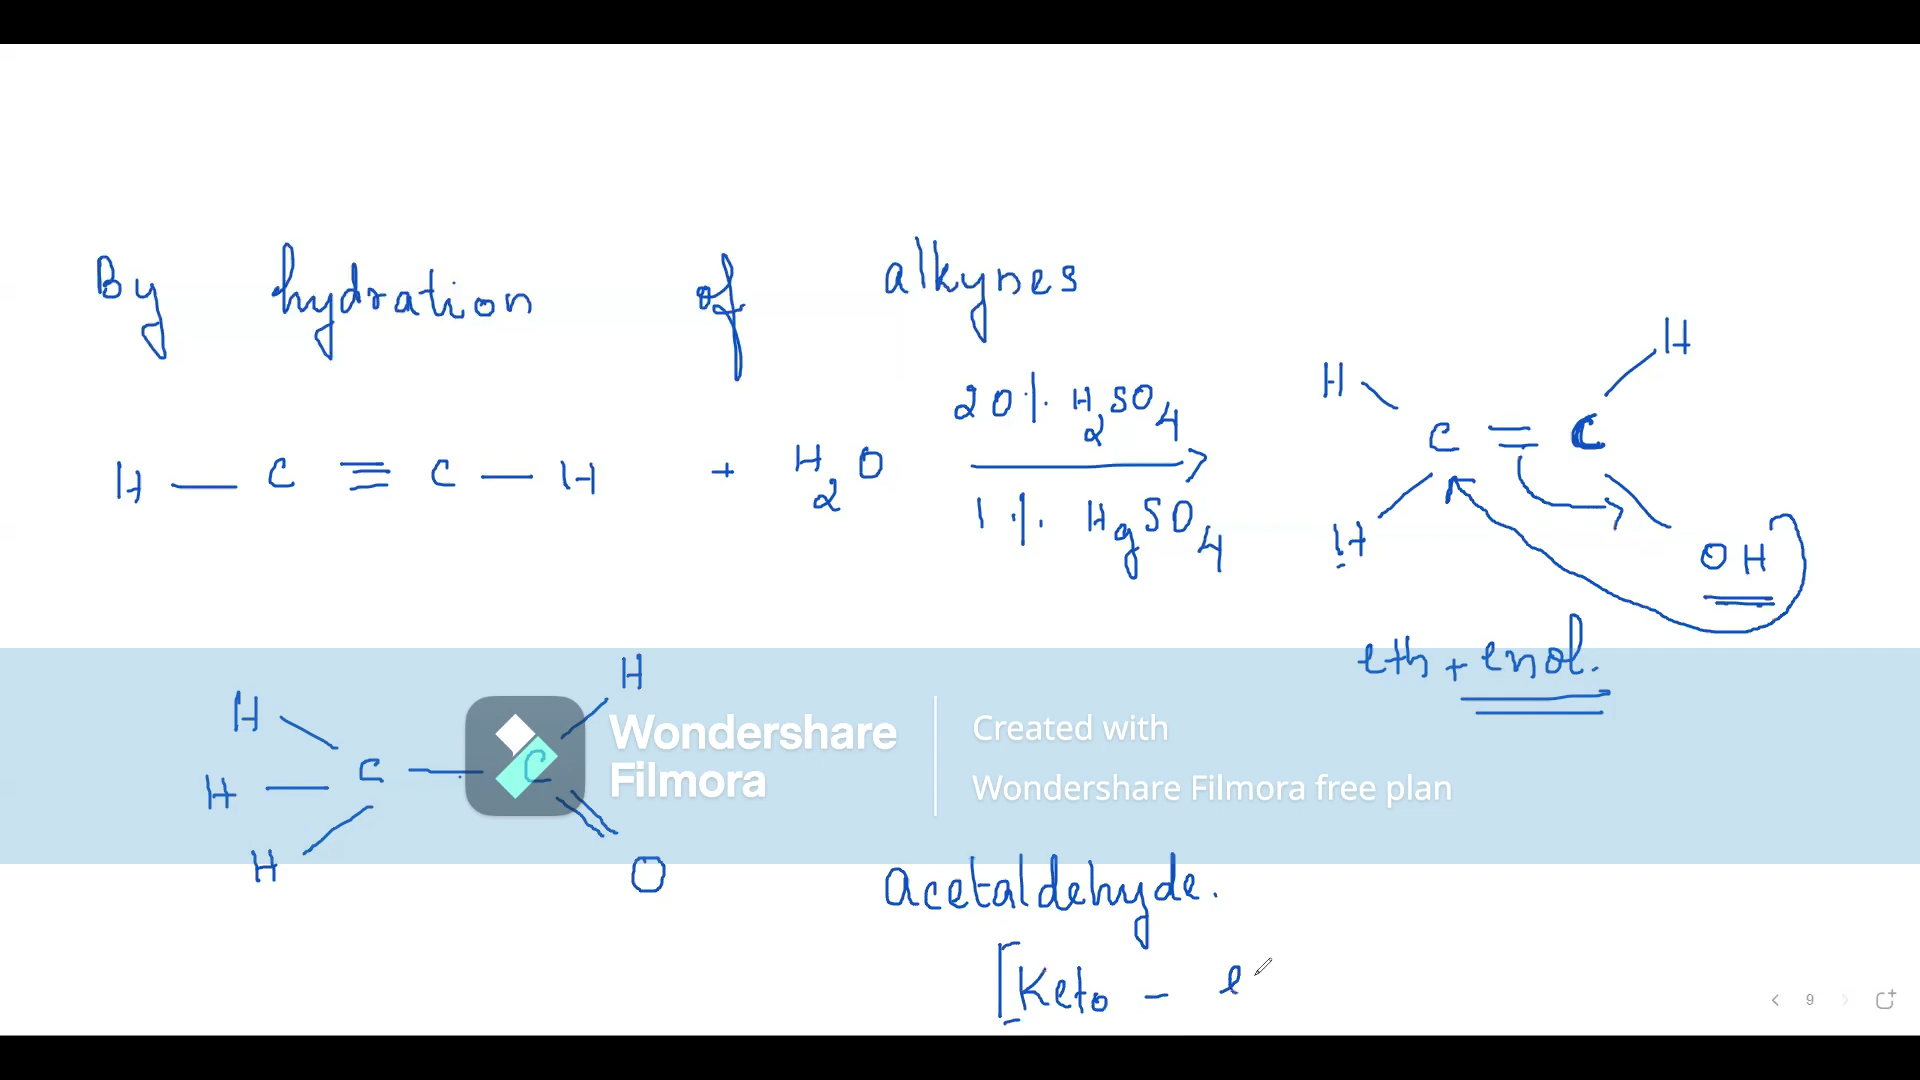 By hydration of alkynes
H — C ≡ C — H + H2O
20% H2SO4
1% HgSO4
H H
C = C
H OH
eth + enol.
H H
H — C — C
H O
Wondershare
Filmora
Created with
Wondershare Filmora free plan
Acetaldehyde.
[Keto - e
9